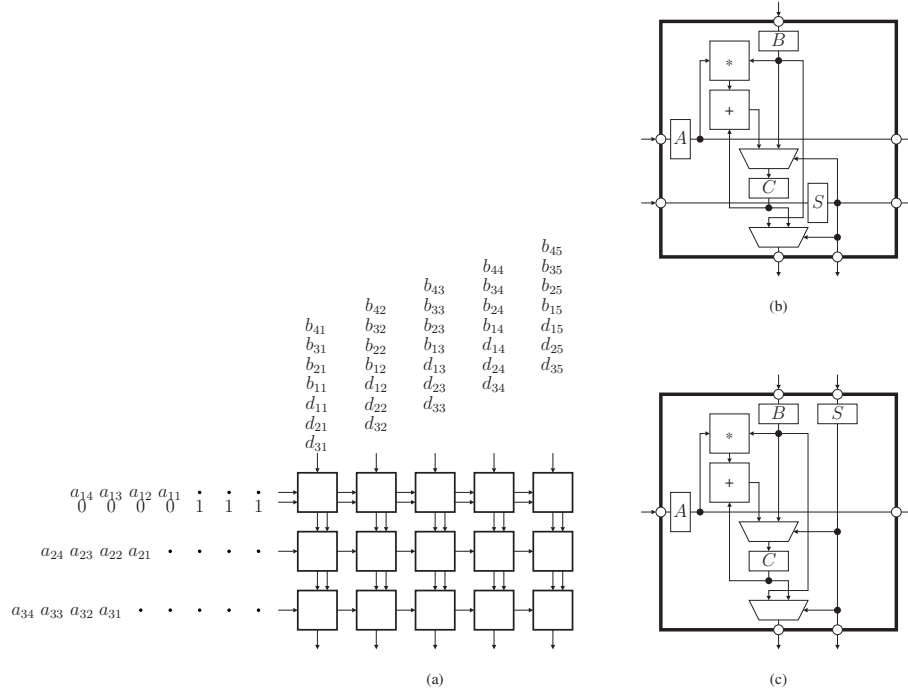 B
*
+
A
C
S
(b)
b45
b44 b35
b43 b34 b25
b42 b33 b24 b15
b41 b32 b23 b14 d15
b31 b22 b13 d14 d25
b21 b12 d13 d24 d35
b11 d12 d23 d34
d11 d22 d33
d21 d32
d31
a14 a13 a12 a11 · · ·
0 0 0 0 1 1 1
a24 a23 a22 a21 · · · ·
a34 a33 a32 a31 · · · · ·
(a)
B S
*
+
A
C
(c)